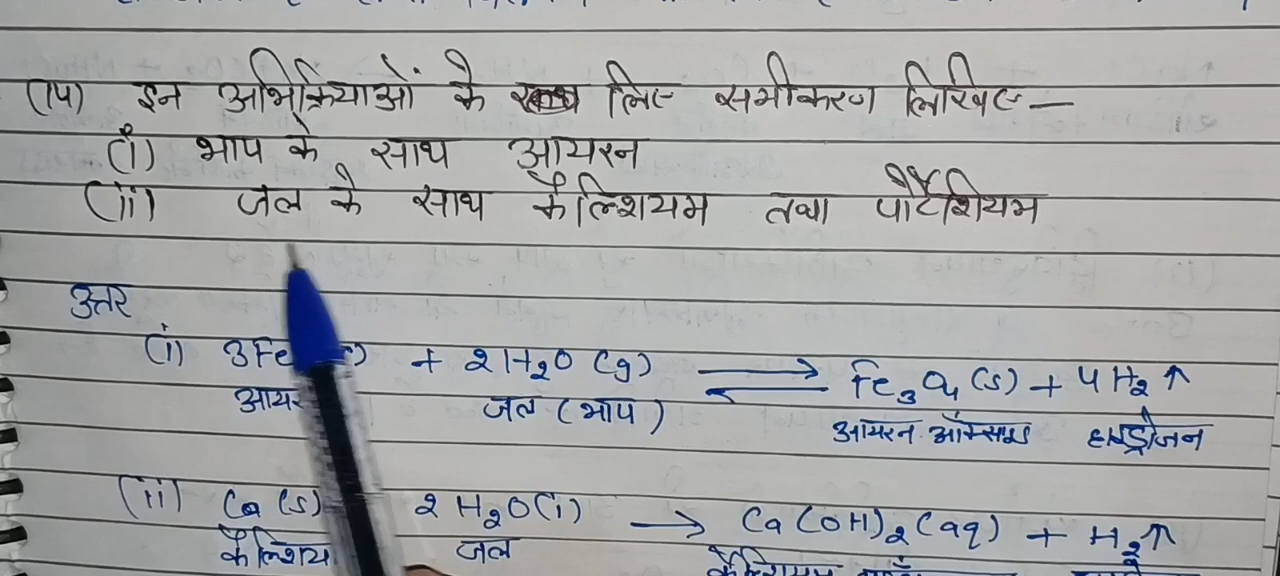 (14) इन अभिक्रियाओं के लिए समीकरण लिखिए —
(i) भाप के साथ आयरन
(ii) जल के साथ कैल्शियम तथा पोटैशियम
उत्तर
(i) 3Fe + 2H₂O (g) ⇌ Fe₃O₄ (s) + 4H₂ ↑
जल (भाप) आयरन ऑक्साइड हाइड्रोजन
(ii) Ca (s) 2H₂O (l) → Ca(OH)₂ (aq) + H₂ ↑
जल कैल्शियम